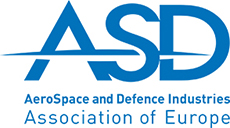 ASD
AeroSpace and Defence Industries
Association of Europe